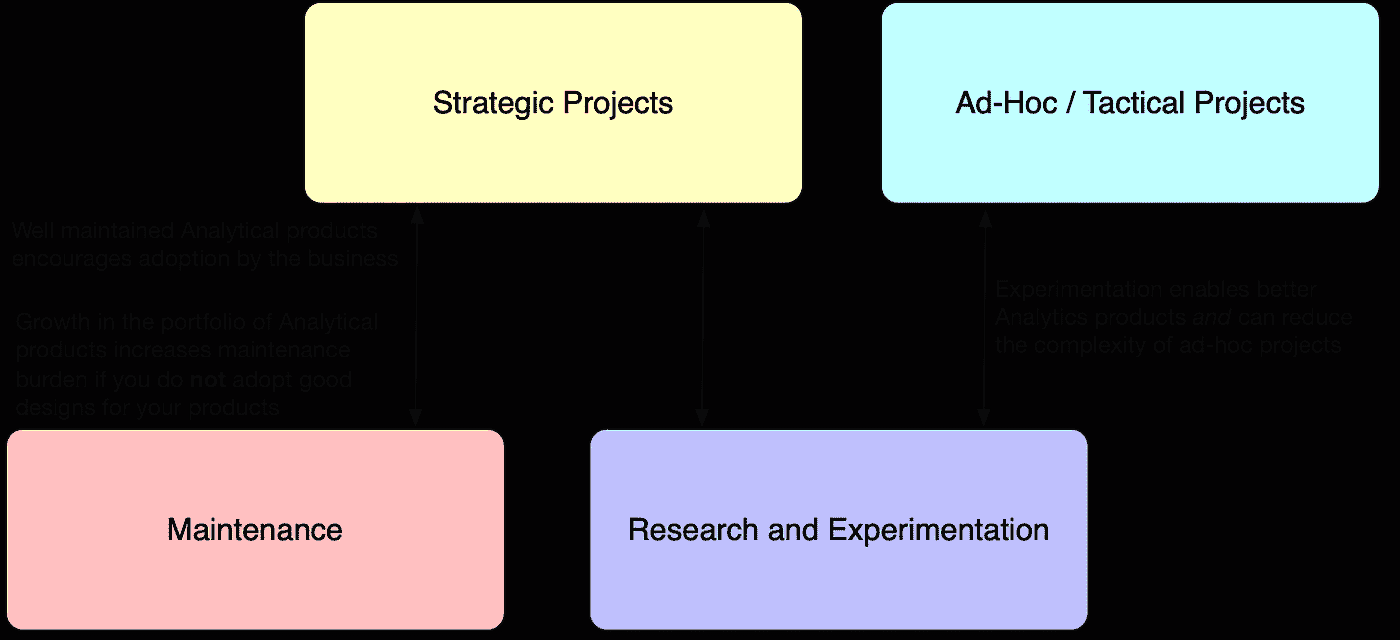 Strategic Projects
Ad-Hoc / Tactical Projects
Well maintained Analytical products
encourages adoption by the business
Growth in the portfolio of Analytical
products increases maintenance
burden if you do not adopt good
designs for your products
Experimentation enables better
Analytics products and can reduce
the complexity of ad-hoc projects
Maintenance
Research and Experimentation